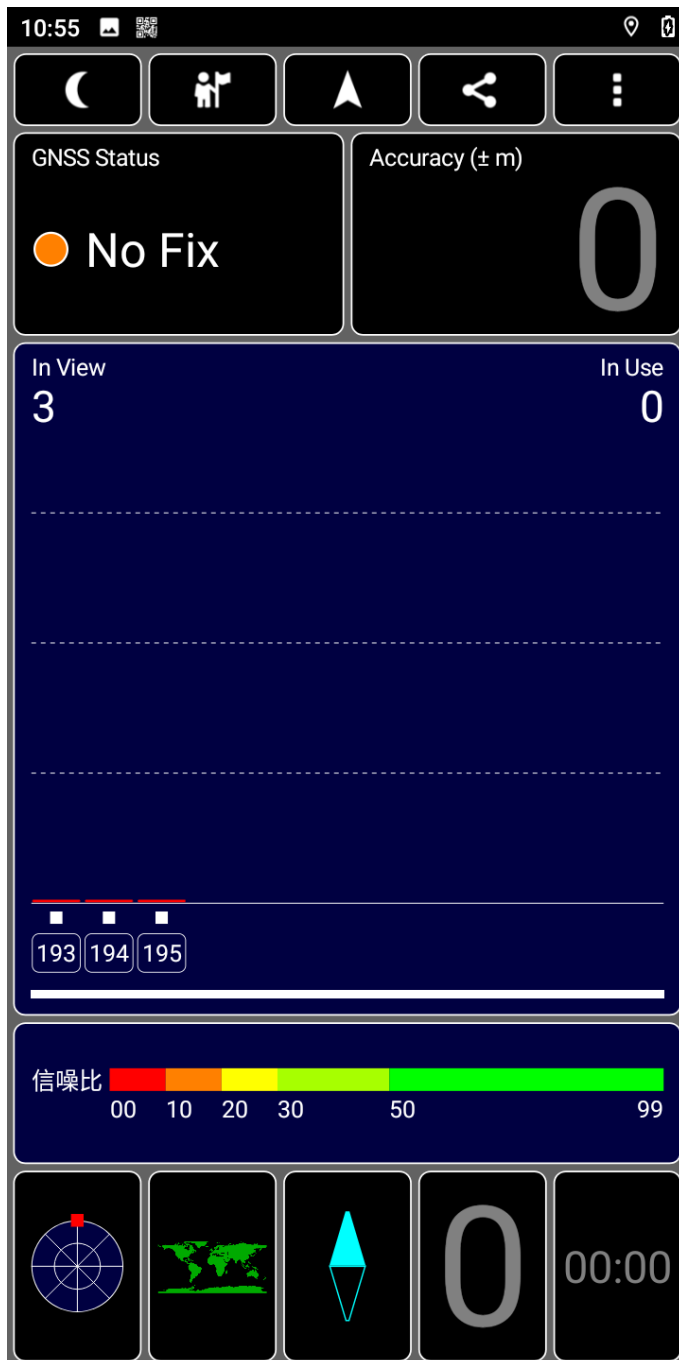 10:55
GNSS Status
Accuracy (± m)
No Fix
0
In View
In Use
3
0
193 194 195
信噪比
00 10 20 30 50 99
0
00:00